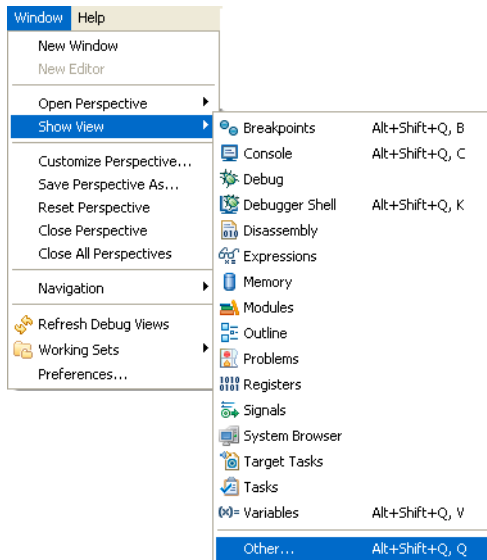 Window Help
New Window
New Editor
Open Perspective
Show View
Customize Perspective...
Save Perspective As...
Reset Perspective
Close Perspective
Close All Perspectives
Navigation
Refresh Debug Views
Working Sets
Preferences...
Breakpoints Alt+Shift+Q, B
Console Alt+Shift+Q, C
Debug
Debugger Shell Alt+Shift+Q, K
Disassembly
Expressions
Memory
Modules
Outline
Problems
Registers
Signals
System Browser
Target Tasks
Tasks
(x)= Variables Alt+Shift+Q, V
Other... Alt+Shift+Q, Q